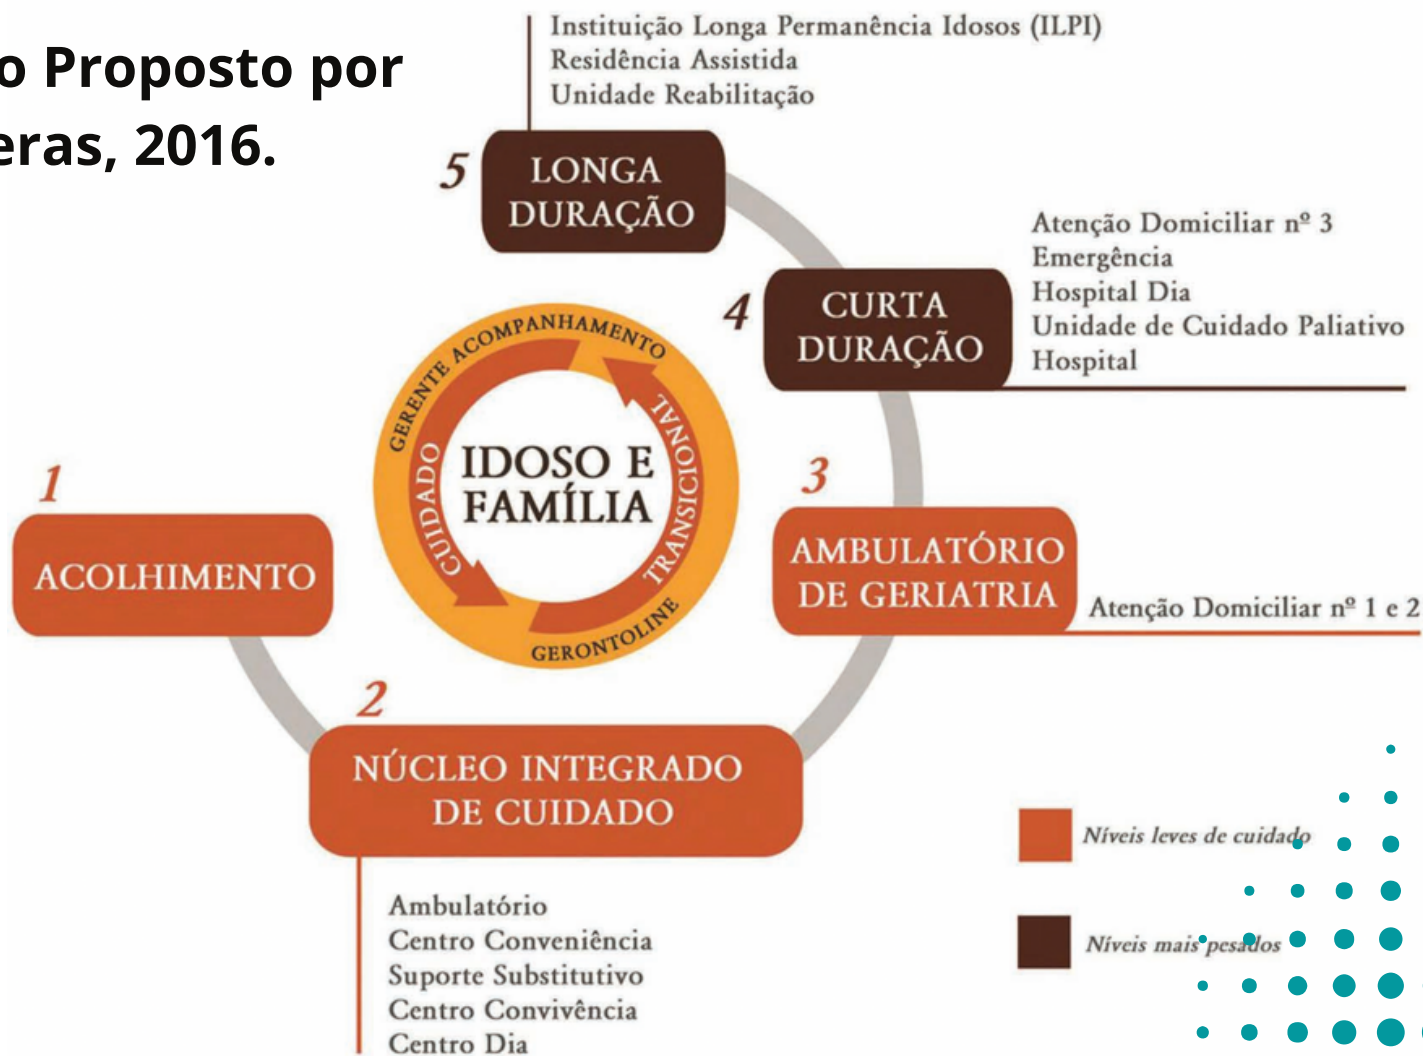 o Proposto por
eras, 2016.
Instituição Longa Permanência Idosos (ILPI)
Residência Assistida
Unidade Reabilitação
5
LONGA
DURAÇÃO
4
CURTA
DURAÇÃO
Atenção Domiciliar nº 3
Emergência
Hospital Dia
Unidade de Cuidado Paliativo
Hospital
GERENTE ACOMPANHAMENTO
CUIDADO
TRANSICIONAL
IDOSO E
FAMÍLIA
GERONTOLINE
1
ACOLHIMENTO
3
AMBULATÓRIO
DE GERIATRIA
Atenção Domiciliar nº 1 e 2
2
NÚCLEO INTEGRADO
DE CUIDADO
Ambulatório
Centro Conveniência
Suporte Substitutivo
Centro Convivência
Centro Dia
Níveis leves de cuidado
Níveis mais pesados